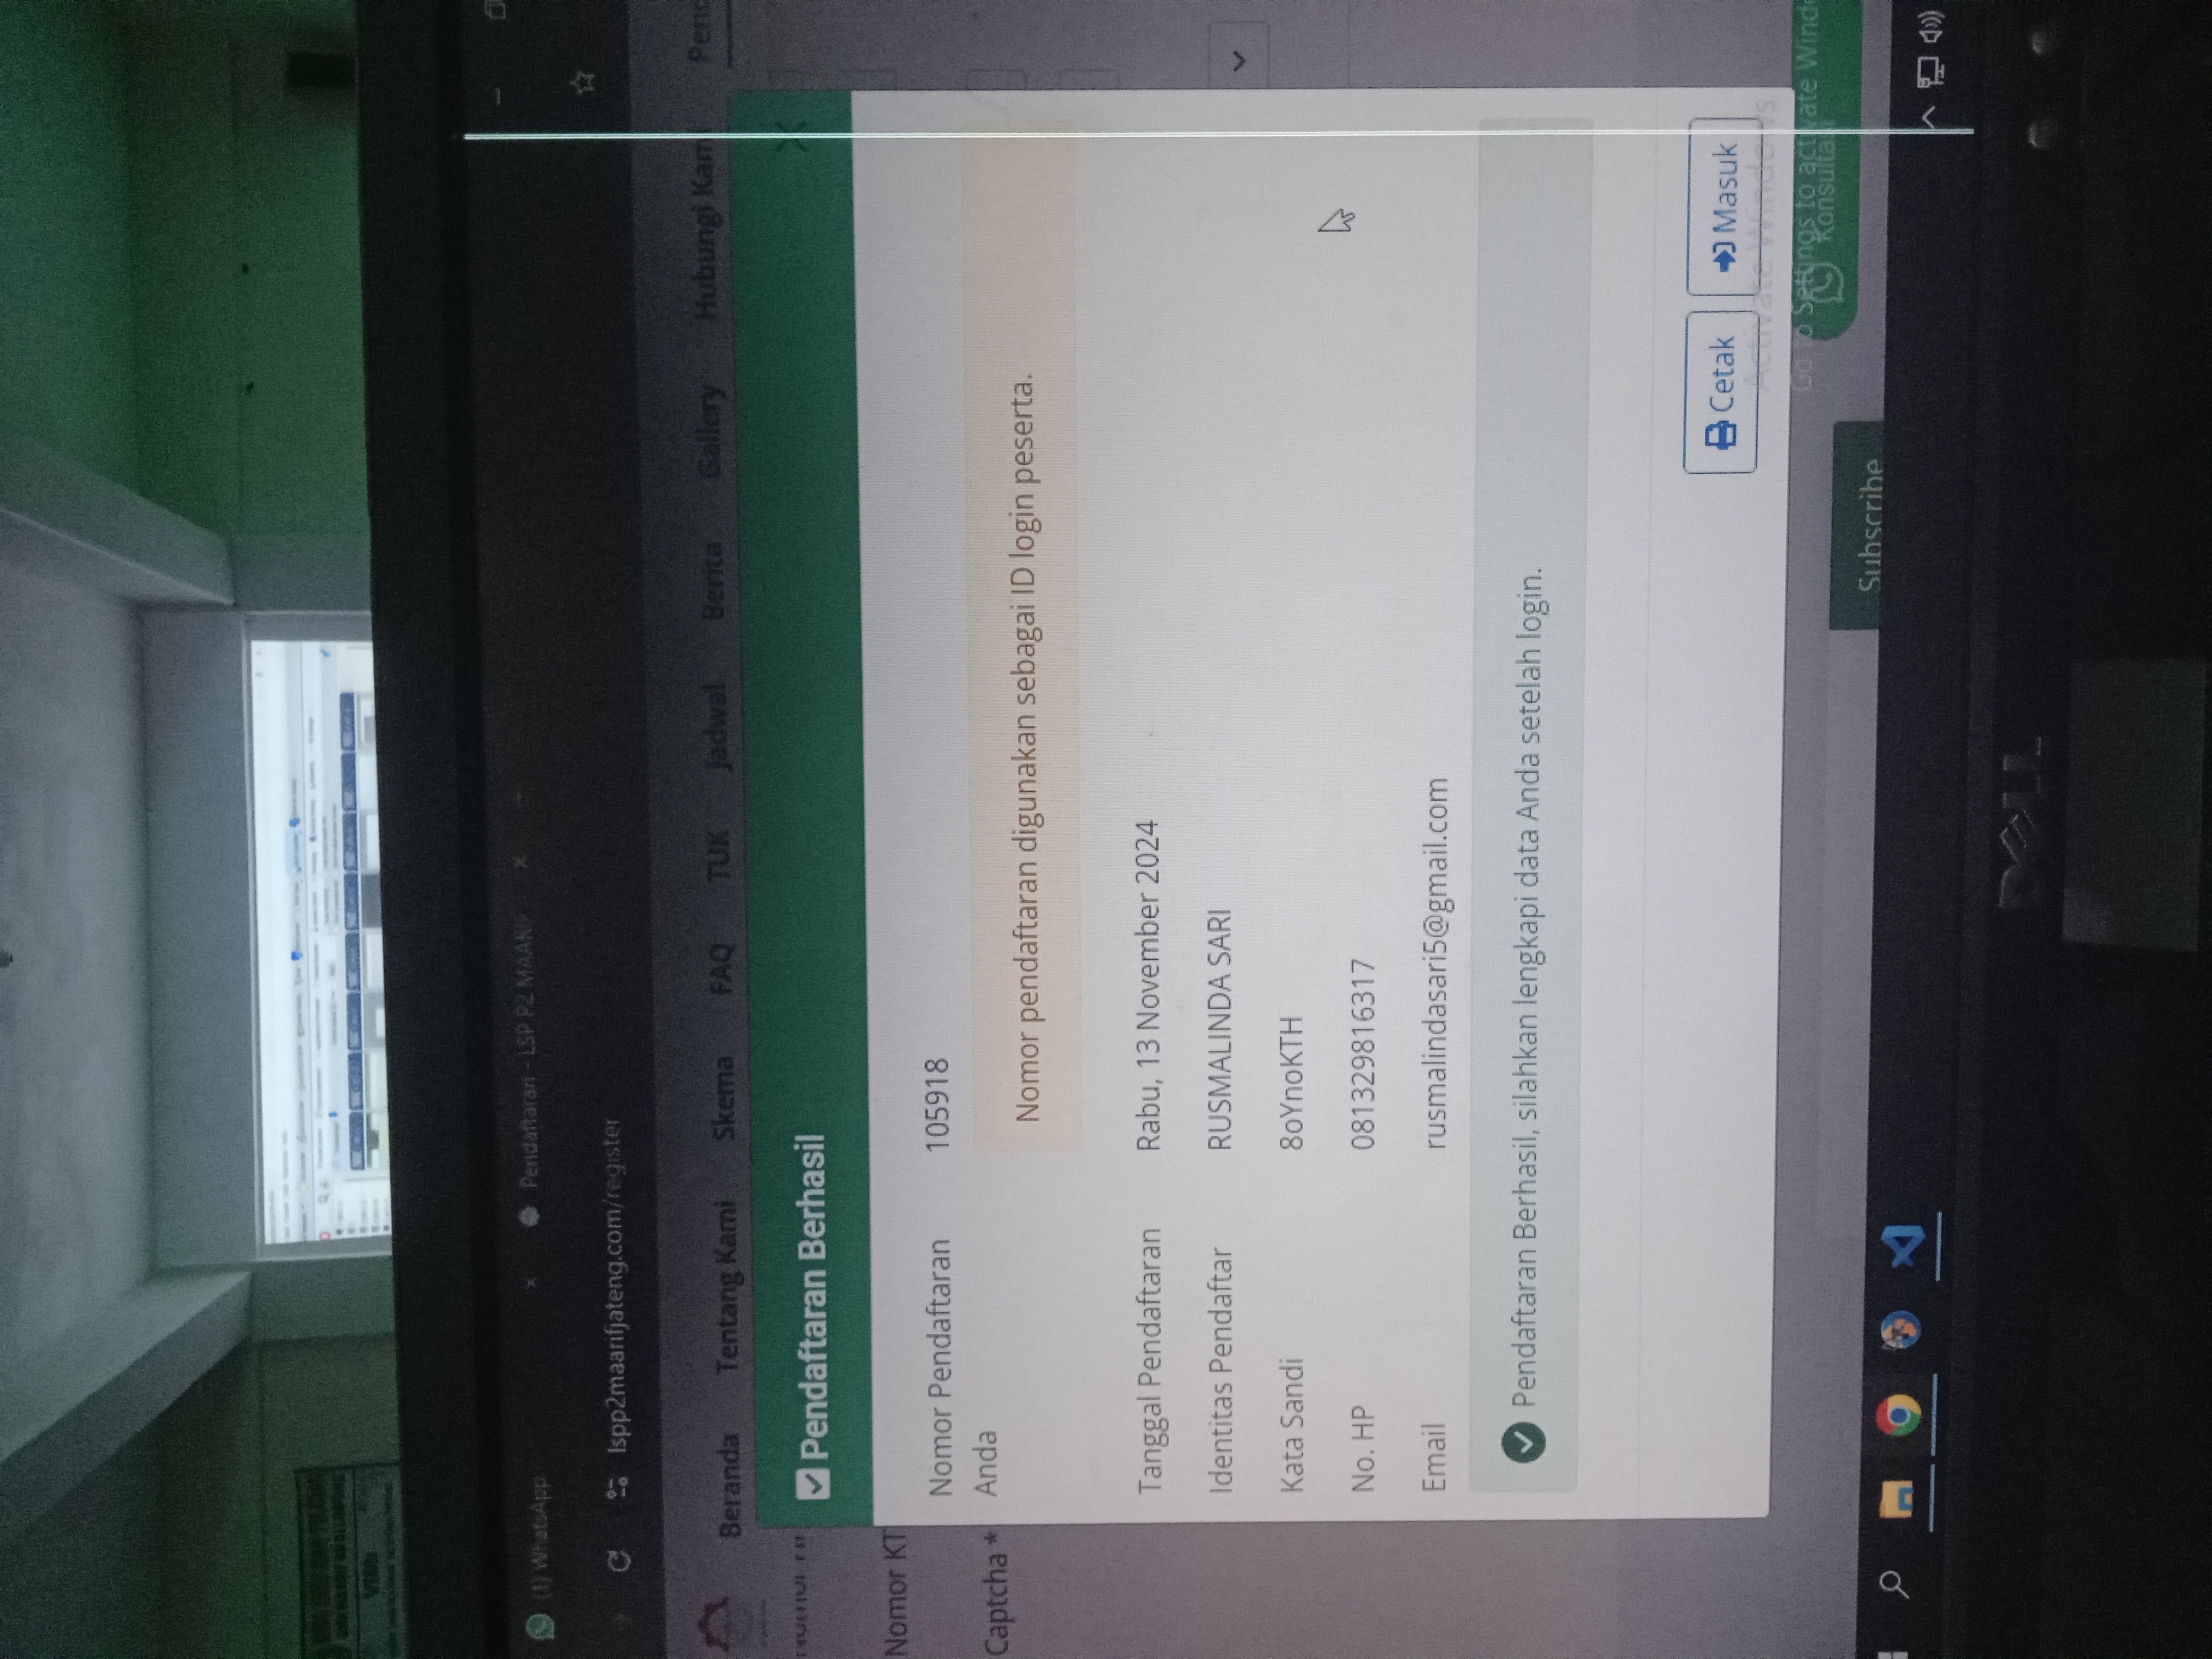 VISI
(1) WhatsApp
Pendaftaran - LSP P2 MAARIF
lspp2maarifjateng.com/register
Beranda Tentang Kami Skema FAQ TUK Jadwal Berita Gallery Hubungi Kami
Pendaftaran Berhasil
Nomor KT
Captcha *
Nomor Pendaftaran Anda
105918
Nomor pendaftaran digunakan sebagai ID login peserta.
Tanggal Pendaftaran Rabu, 13 November 2024
Identitas Pendaftar RUSMALINDA SARI
Kata Sandi 8oYnoKTH
No. HP 081329816317
Email rusmalindasari5@gmail.com
Pendaftaran Berhasil, silahkan lengkapi data Anda setelah login.
Cetak Masuk
Activate Windows
Go to Settings to activate Wind
Konsultasi
Subscribe
DELL